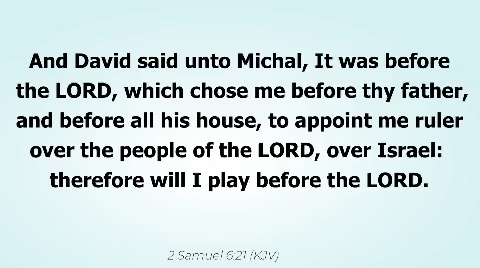 And David said unto Michal, It was before
the LORD, which chose me before thy father,
and before all his house, to appoint me ruler
over the people of the LORD, over Israel:
therefore will I play before the LORD.
2 Samuel 6:21 (KJV)